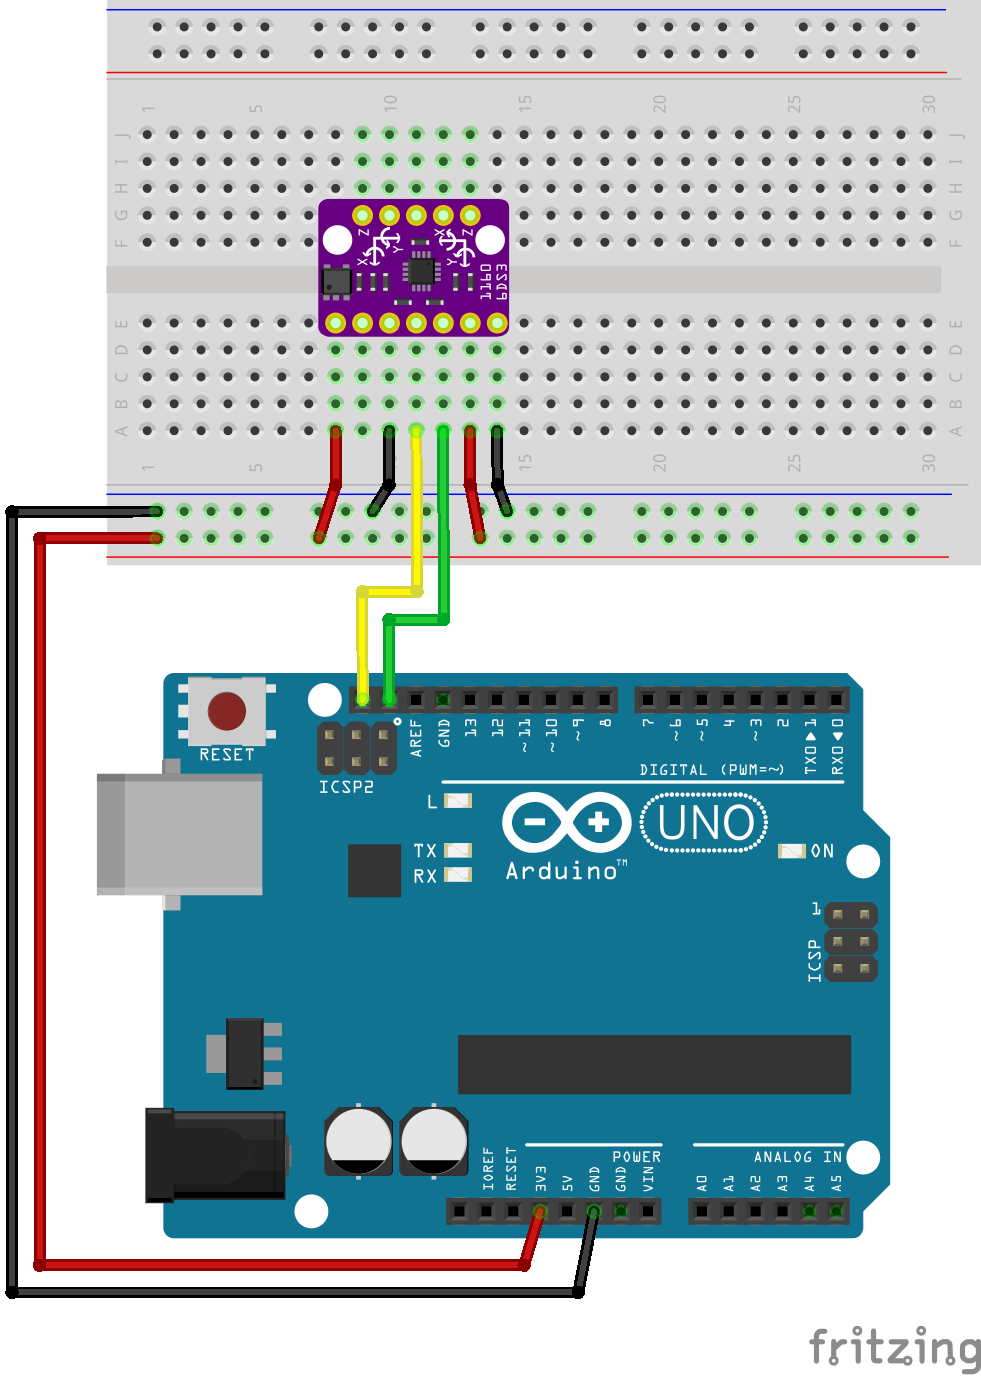 1 5 10 15 20 25 30
J J
I I
H H
G G
F F
Z X Y X Y Z
1160
6DS3
E E
D D
C C
B B
A A
1 5 15 20 25 30
RESET
ICSP2
AREF GND 13 12 ~11 ~10 ~9 8 7 ~6 ~5 4 ~3 2 TX0▶1 RX0◀0
DIGITAL (PWM=~)
L
TX
RX
Arduino™
UNO
ON
1
ICSP
POWER
ANALOG IN
IOREF RESET 3V3 5V GND GND VIN A0 A1 A2 A3 A4 A5
fritzing